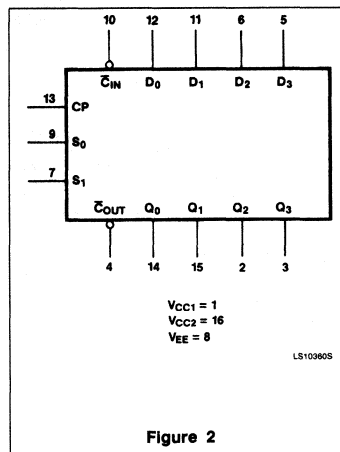 10 12 11 6 5
C̅IN D0 D1 D2 D3
13 CP
9 S0
7 S1
C̅OUT Q0 Q1 Q2 Q3
4 14 15 2 3
VCC1 = 1
VCC2 = 16
VEE = 8
LS10360S
Figure 2